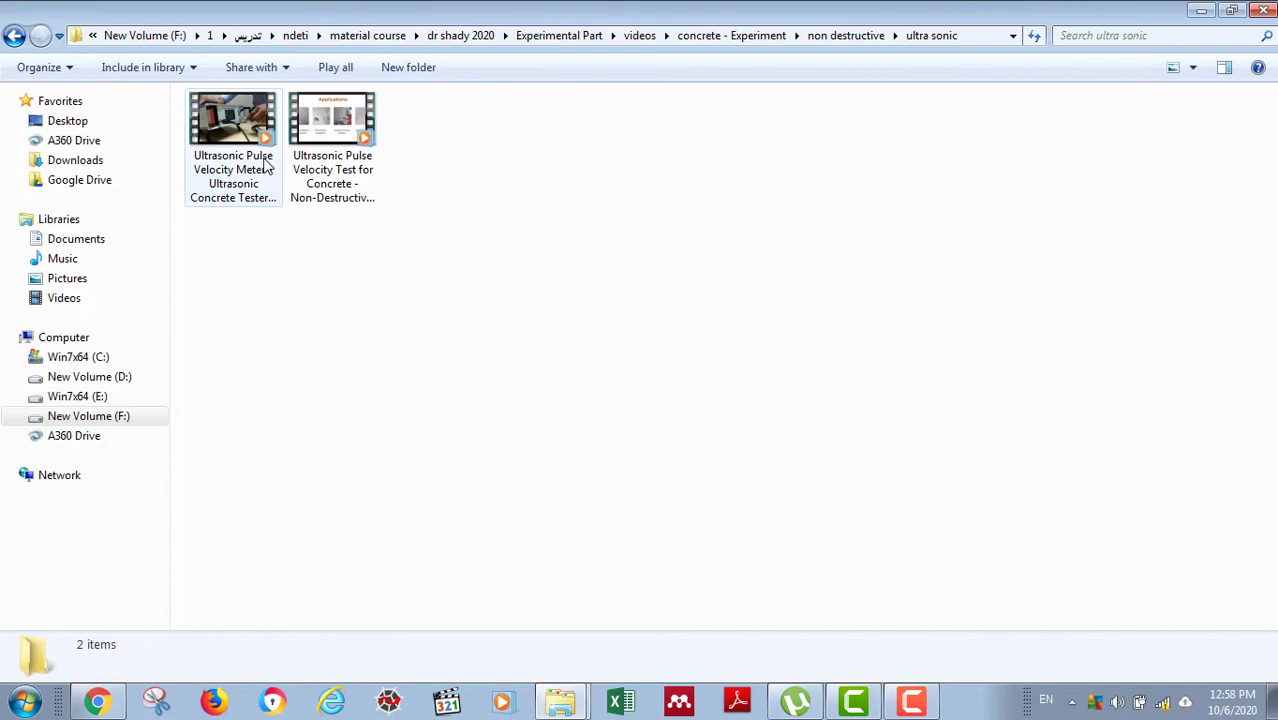 « New Volume (F:) ▸ 1 ▸ تدريس ▸ ndeti ▸ material course ▸ dr shady 2020 ▸ Experimental Part ▸ videos ▸ concrete - Experiment ▸ non destructive ▸ ultra sonic
Search ultra sonic
Organize Include in library Share with Play all New folder
Favorites
Desktop
A360 Drive
Downloads
Google Drive
Libraries
Documents
Music
Pictures
Videos
Computer
Win7x64 (C:)
New Volume (D:)
Win7x64 (E:)
New Volume (F:)
A360 Drive
Network
Ultrasonic Pulse
Velocity Meter
Ultrasonic
Concrete Tester...
Applications
Ultrasonic Pulse
Velocity Test for
Concrete -
Non-Destructiv...
2 items
321
EN
12:58 PM
10/6/2020